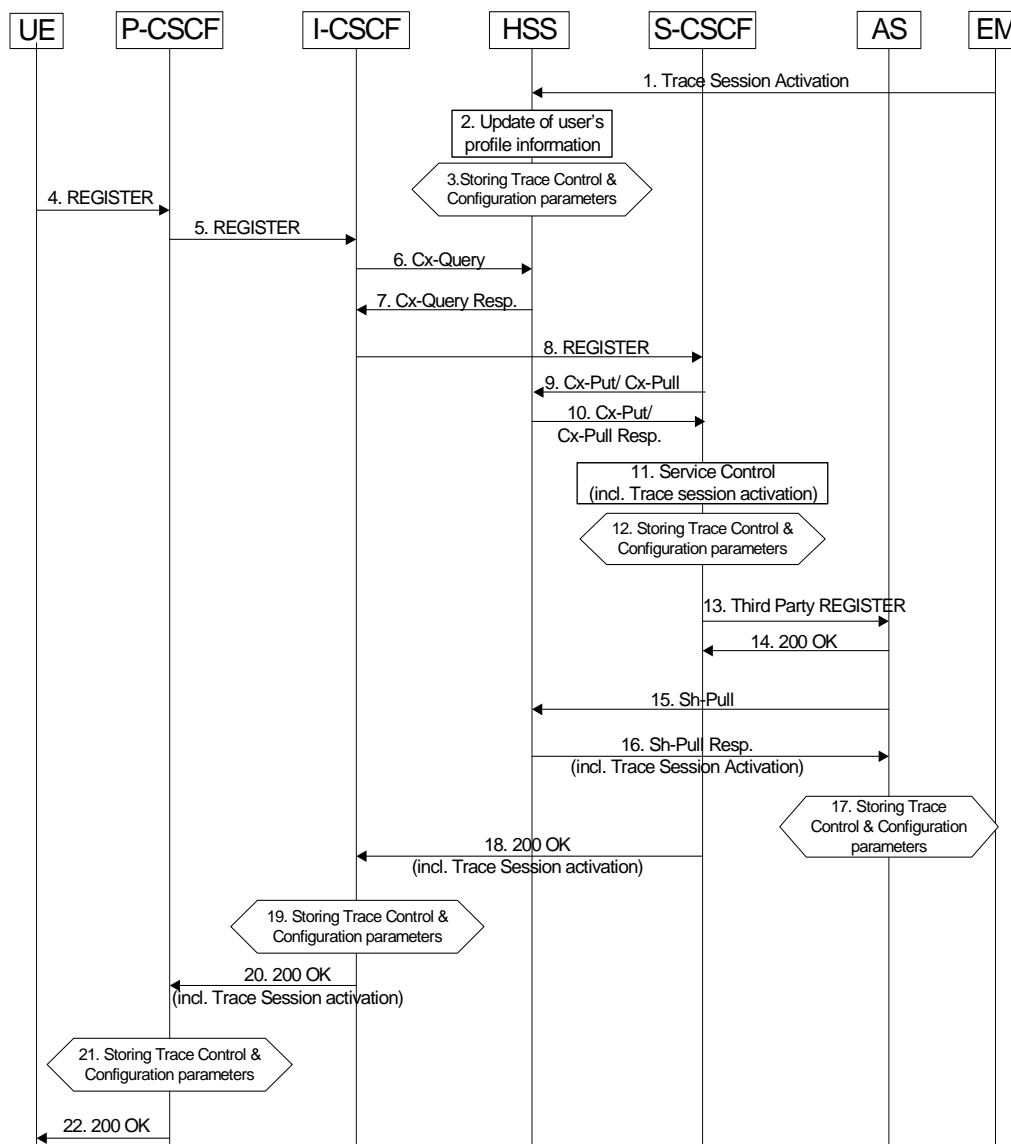 UE
P-CSCF
I-CSCF
HSS
S-CSCF
AS
EM
1. Trace Session Activation
2. Update of user's
profile information
3.Storing Trace Control &
Configuration parameters
4. REGISTER
5. REGISTER
6. Cx-Query
7. Cx-Query Resp.
8. REGISTER
9. Cx-Put/ Cx-Pull
10. Cx-Put/
Cx-Pull Resp.
11. Service Control
(incl. Trace session activation)
12. Storing Trace Control &
Configuration parameters
13. Third Party REGISTER
14. 200 OK
15. Sh-Pull
16. Sh-Pull Resp.
(incl. Trace Session Activation)
17. Storing Trace
Control & Configuration
parameters
18. 200 OK
(incl. Trace Session activation)
19. Storing Trace Control &
Configuration parameters
20. 200 OK
(incl. Trace Session activation)
21. Storing Trace Control &
Configuration parameters
22. 200 OK